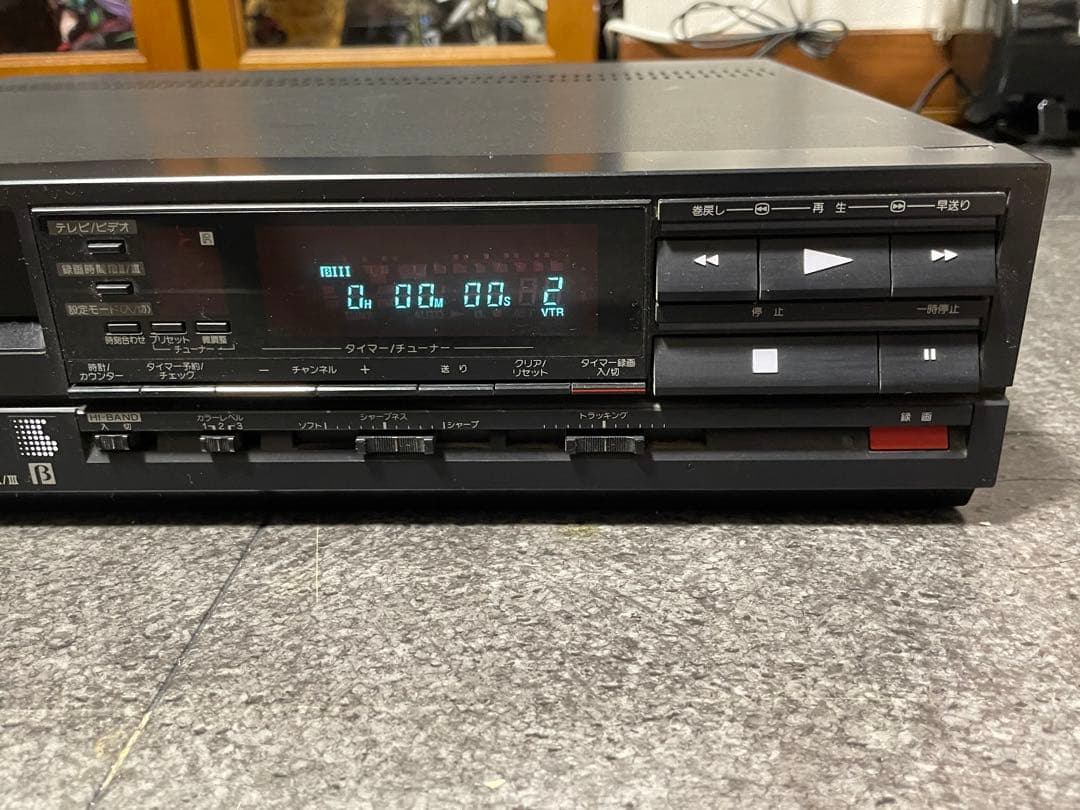 テレビ/ビデオ
録画時間 βII/III
設定モード(入/切)
時刻合わせ プリセット 微調整
チューナー
βIII
0H 00M 00S 2
VTR
タイマー/チューナー
時計/カウンター
タイマー予約/チェック
− チャンネル +
送り
クリア/リセット
タイマー録画 入/切
巻戻し 再生 早送り
停止 一時停止
HI-BAND
入 切
カラーレベル
1 2 3
ソフト シャープネス シャープ
トラッキング
録画
/III β